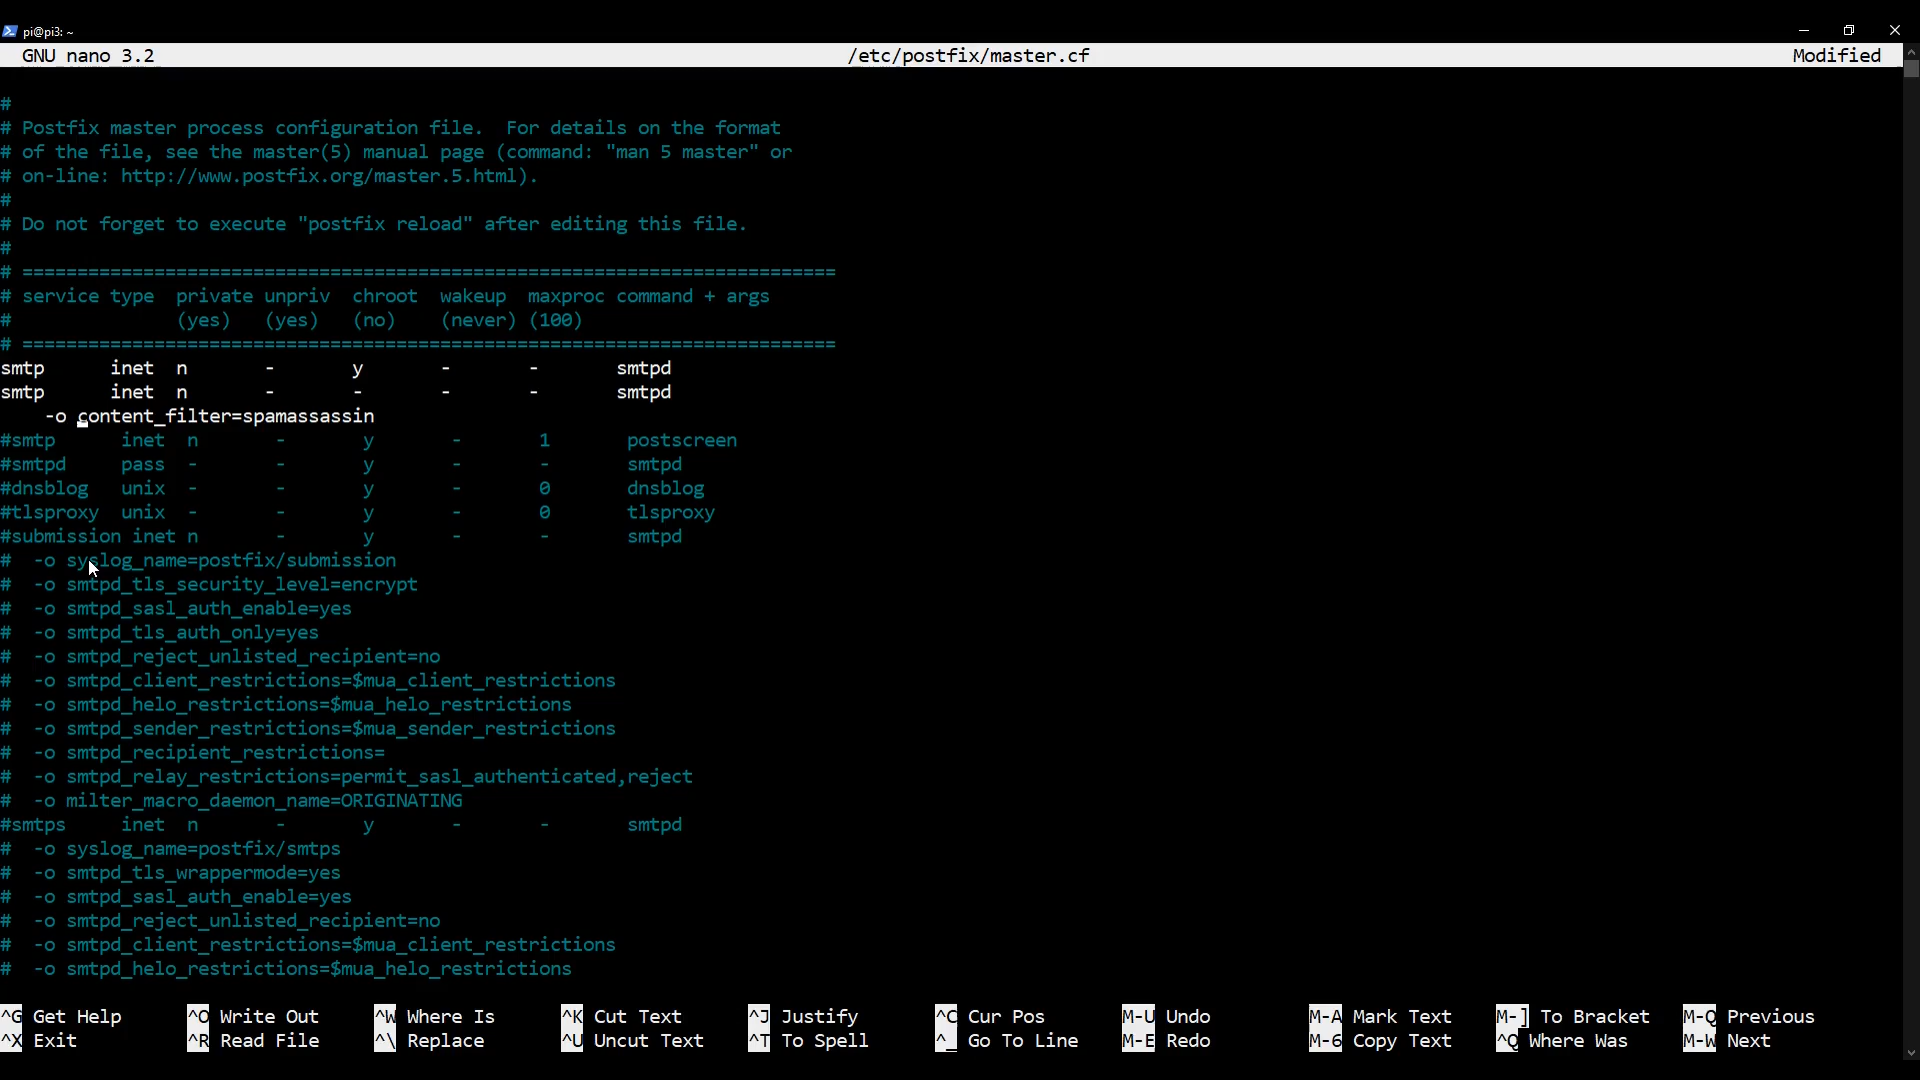 pi@pi3: ~
GNU nano 3.2 /etc/postfix/master.cf Modified
#
# Postfix master process configuration file.  For details on the format
# of the file, see the master(5) manual page (command: "man 5 master" or
# on-line: http://www.postfix.org/master.5.html).
#
# Do not forget to execute "postfix reload" after editing this file.
#
# ==========================================================================
# service type  private unpriv  chroot  wakeup  maxproc command + args
#               (yes)   (yes)   (no)    (never) (100)
# ==========================================================================
smtp      inet  n       -       y       -       -       smtpd
smtp      inet  n       -       -       -       -       smtpd
    -o content_filter=spamassassin
#smtp      inet  n       -       y       -       1       postscreen
#smtpd     pass  -       -       y       -       -       smtpd
#dnsblog   unix  -       -       y       -       0       dnsblog
#tlsproxy  unix  -       -       y       -       0       tlsproxy
#submission inet n       -       y       -       -       smtpd
#  -o syslog_name=postfix/submission
#  -o smtpd_tls_security_level=encrypt
#  -o smtpd_sasl_auth_enable=yes
#  -o smtpd_tls_auth_only=yes
#  -o smtpd_reject_unlisted_recipient=no
#  -o smtpd_client_restrictions=$mua_client_restrictions
#  -o smtpd_helo_restrictions=$mua_helo_restrictions
#  -o smtpd_sender_restrictions=$mua_sender_restrictions
#  -o smtpd_recipient_restrictions=
#  -o smtpd_relay_restrictions=permit_sasl_authenticated,reject
#  -o milter_macro_daemon_name=ORIGINATING
#smtps     inet  n       -       y       -       -       smtpd
#  -o syslog_name=postfix/smtps
#  -o smtpd_tls_wrappermode=yes
#  -o smtpd_sasl_auth_enable=yes
#  -o smtpd_reject_unlisted_recipient=no
#  -o smtpd_client_restrictions=$mua_client_restrictions
#  -o smtpd_helo_restrictions=$mua_helo_restrictions
^G Get Help ^O Write Out ^W Where Is ^K Cut Text ^J Justify ^C Cur Pos M-U Undo M-A Mark Text M-] To Bracket M-Q Previous
^X Exit ^R Read File ^\ Replace ^U Uncut Text ^T To Spell ^_ Go To Line M-E Redo M-6 Copy Text ^Q Where Was M-W Next